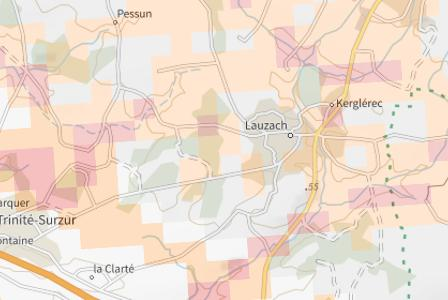 Pessun
Kerglérec
Lauzach
.55
arquer
Trinité-Surzur
ontaine
la Clarté